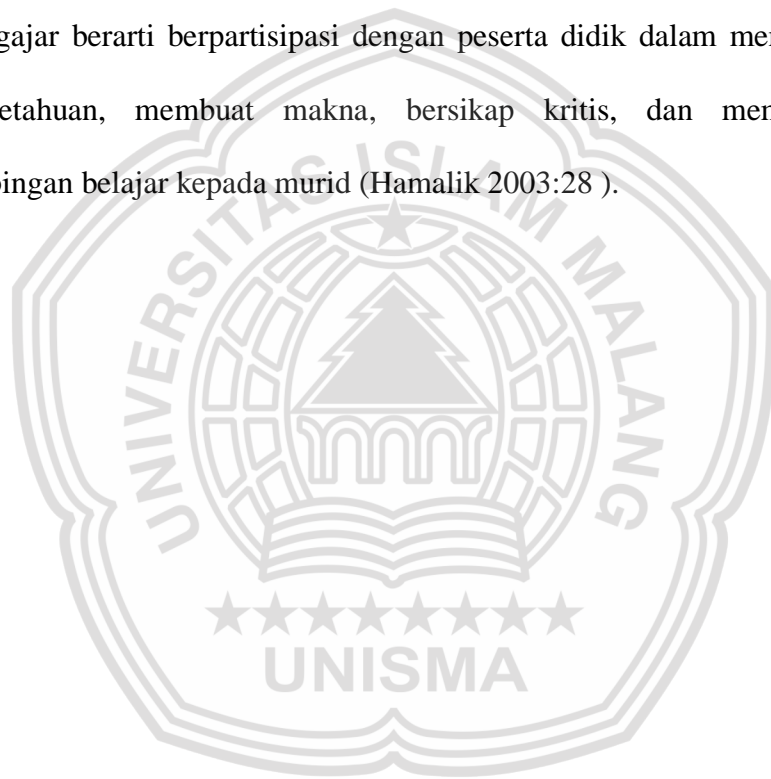 gajar berarti berpartisipasi dengan peserta didik dalam mem
etahuan, membuat makna, bersikap kritis, dan men
bingan belajar kepada murid (Hamalik 2003:28 ).
UNIVERSITAS ISLAM MALANG
UNISMA